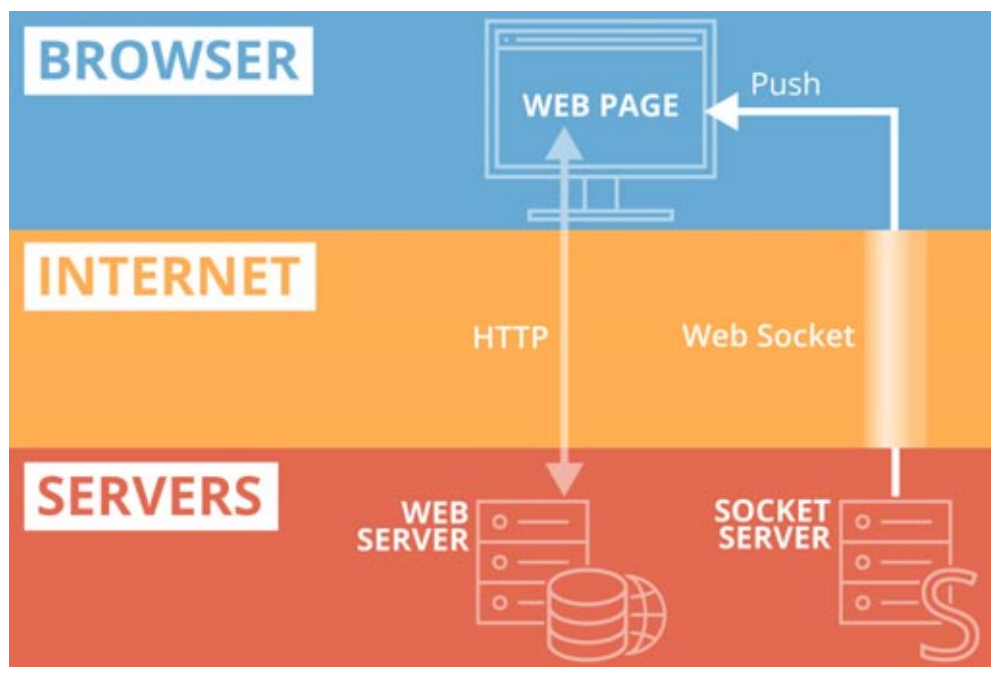 BROWSER
WEB PAGE
Push
INTERNET
HTTP
Web Socket
SERVERS
WEB
SERVER
SOCKET
SERVER
S